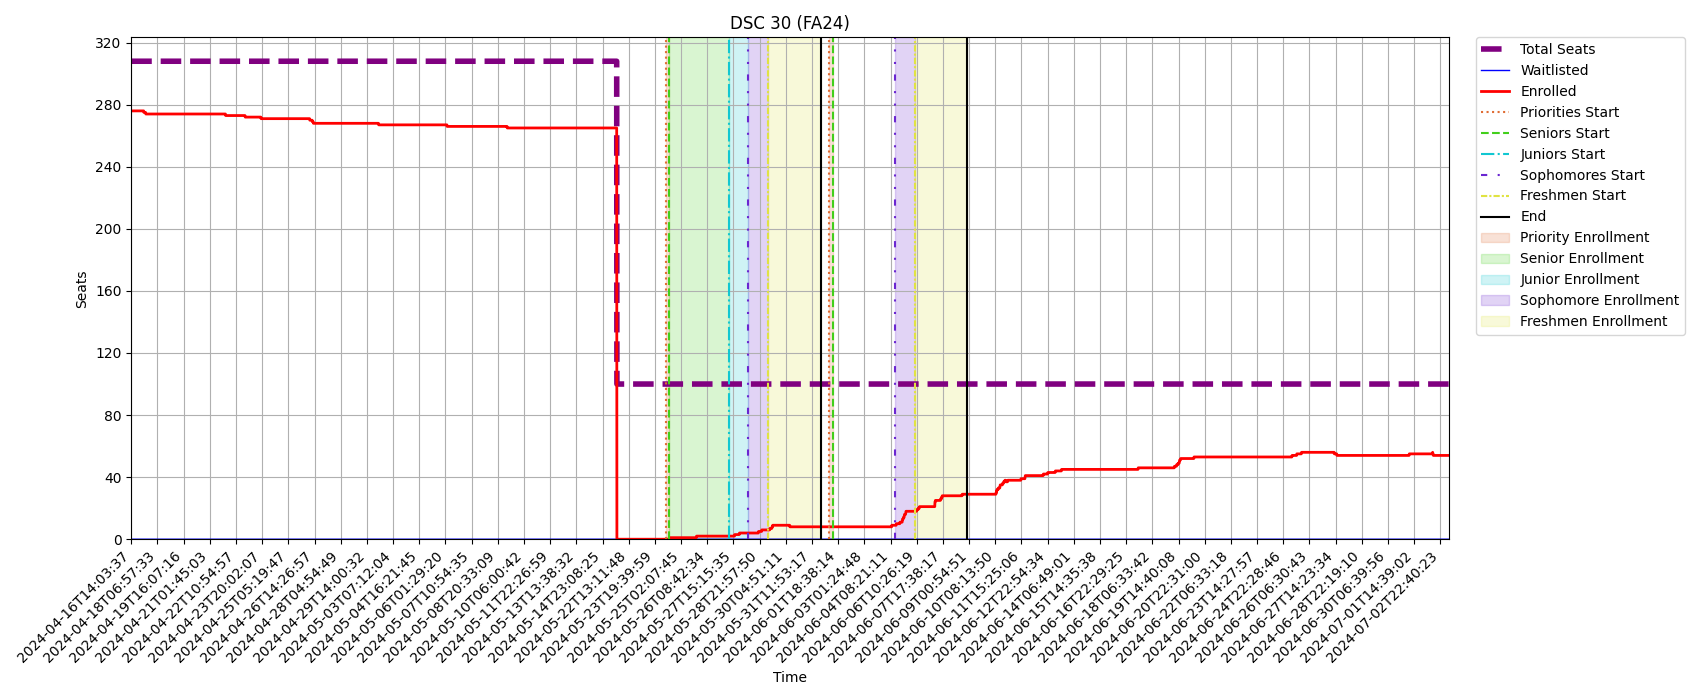 DSC 30 (FA24)
320
280
240
200
160
120
80
40
0
Seats
2024-04-16T14:03:37
2024-04-18T06:57:33
2024-04-19T16:07:16
2024-04-21T01:45:03
2024-04-22T10:54:57
2024-04-23T20:02:07
2024-04-25T05:19:47
2024-04-26T14:26:57
2024-04-28T04:54:49
2024-04-29T14:00:32
2024-05-03T07:12:04
2024-05-04T16:21:45
2024-05-06T01:29:20
2024-05-07T10:54:35
2024-05-08T20:33:09
2024-05-10T06:00:42
2024-05-11T22:26:59
2024-05-13T13:38:32
2024-05-14T23:08:25
2024-05-22T13:11:48
2024-05-23T19:39:59
2024-05-25T02:07:45
2024-05-26T08:42:34
2024-05-27T15:15:35
2024-05-28T21:57:50
2024-05-30T04:51:11
2024-05-31T11:53:17
2024-06-01T18:38:14
2024-06-03T01:24:48
2024-06-04T08:21:11
2024-06-06T10:26:19
2024-06-07T17:38:17
2024-06-09T00:54:51
2024-06-10T08:13:50
2024-06-11T15:25:06
2024-06-12T22:54:34
2024-06-14T06:49:01
2024-06-15T14:35:38
2024-06-16T22:29:25
2024-06-18T06:33:42
2024-06-19T14:40:08
2024-06-20T22:31:00
2024-06-22T06:33:18
2024-06-23T14:27:57
2024-06-24T22:28:46
2024-06-26T06:30:43
2024-06-27T14:23:34
2024-06-28T22:19:10
2024-06-30T06:39:56
2024-07-01T14:39:02
2024-07-02T22:40:23
Time
Total Seats
Waitlisted
Enrolled
Priorities Start
Seniors Start
Juniors Start
Sophomores Start
Freshmen Start
End
Priority Enrollment
Senior Enrollment
Junior Enrollment
Sophomore Enrollment
Freshmen Enrollment